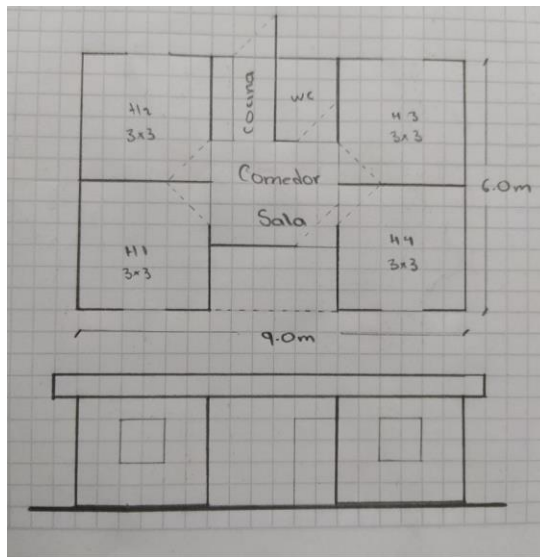 H2
3x3
cocina
WC
H3
3x3
Comedor
6.0m
Sala
H1
3x3
H4
3x3
9.0m